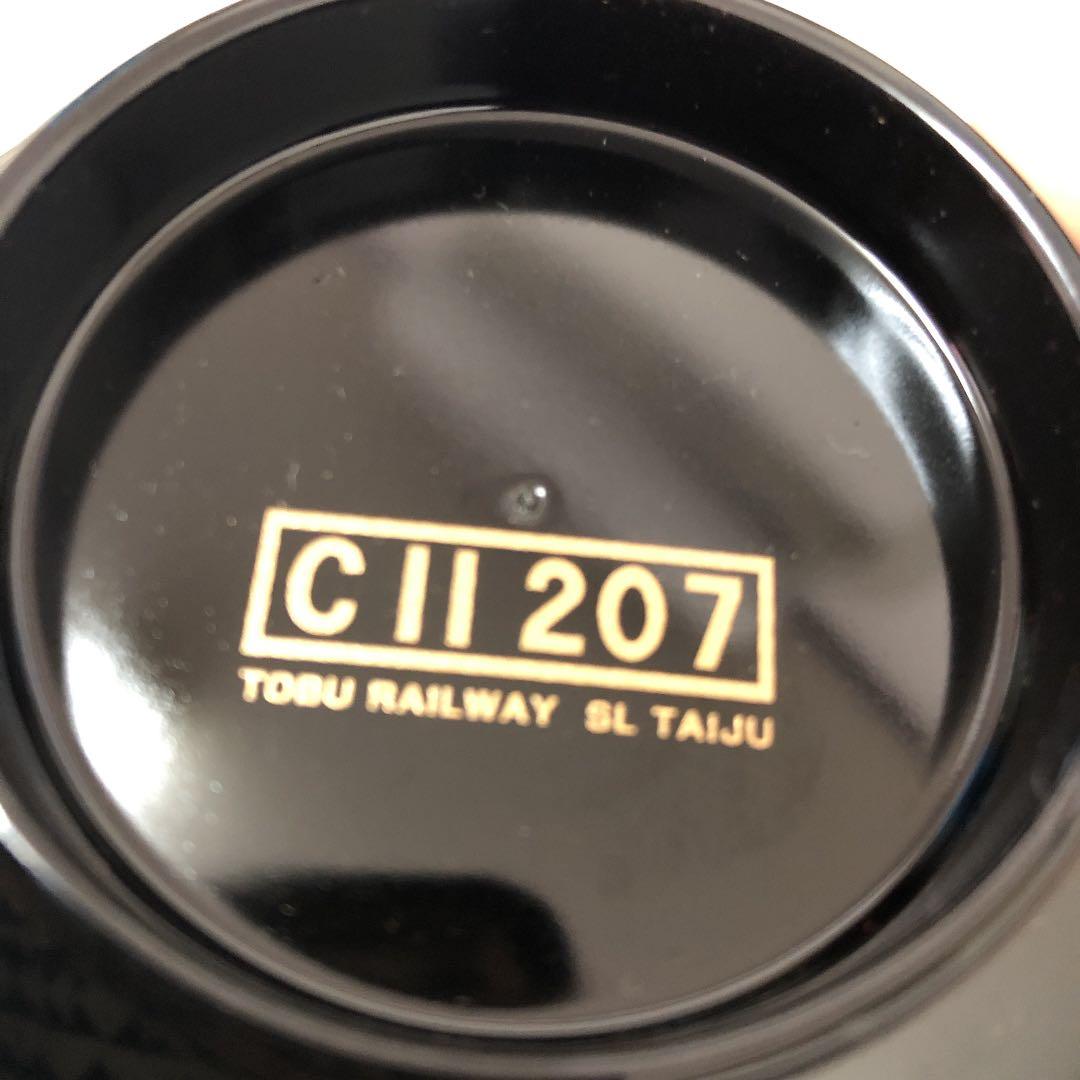 C11 207
TOBU RAILWAY SL TAIJU